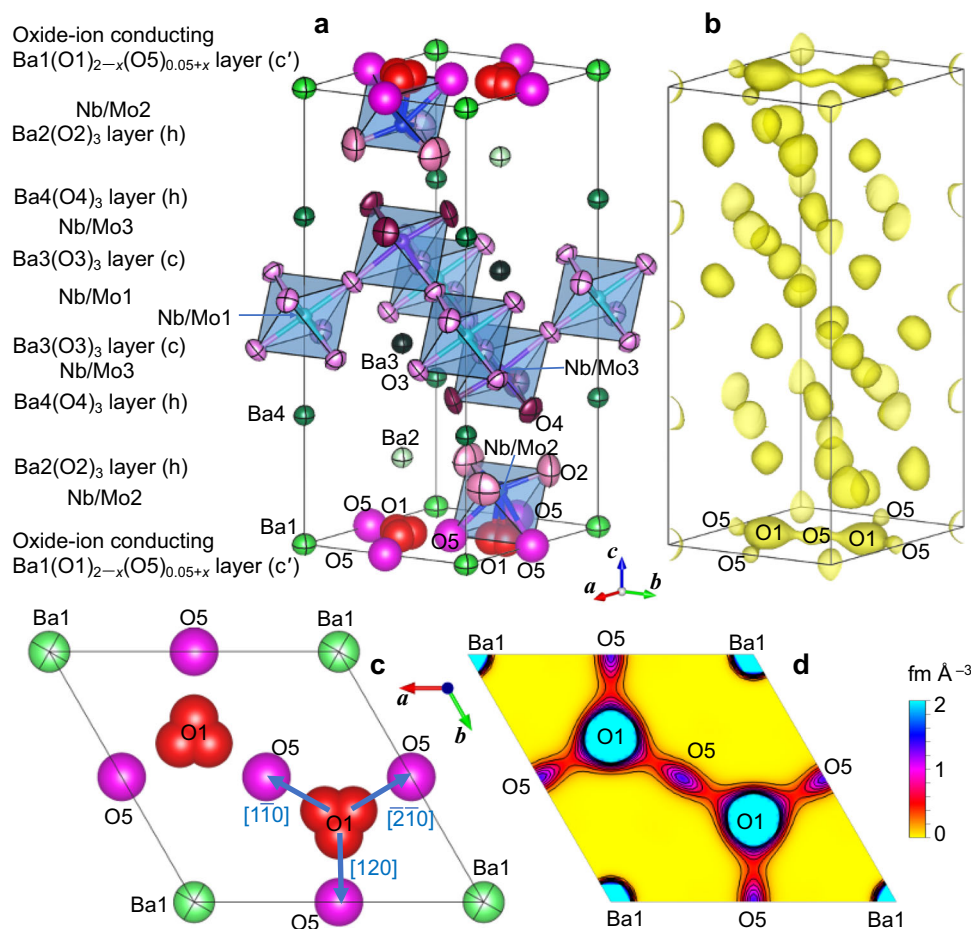 Oxide-ion conducting
Ba1(O1)2−x(O5)0.05+x layer (c′)
Nb/Mo2
Ba2(O2)3 layer (h)
Ba4(O4)3 layer (h)
Nb/Mo3
Ba3(O3)3 layer (c)
Nb/Mo1
Ba3(O3)3 layer (c)
Nb/Mo3
Ba4(O4)3 layer (h)
Ba2(O2)3 layer (h)
Nb/Mo2
Oxide-ion conducting
Ba1(O1)2−x(O5)0.05+x layer (c′)
a
Nb/Mo1
Ba3
O3
Nb/Mo3
Ba4
O4
Ba2
Nb/Mo2
O2
O5
O1
O5
Ba1
O5
O5
O1
O5
c
a
b
b
O5
O1
O5
O1
O5
O5
O5
c
Ba1
O5
Ba1
O1
O5
O5
O5
O1
[11̅0]
[2̅1̅0]
[120]
Ba1
O5
Ba1
a
b
d
Ba1
O5
Ba1
O1
O5
O5
O5
O1
Ba1
O5
Ba1
fm Å−3
2
1
0